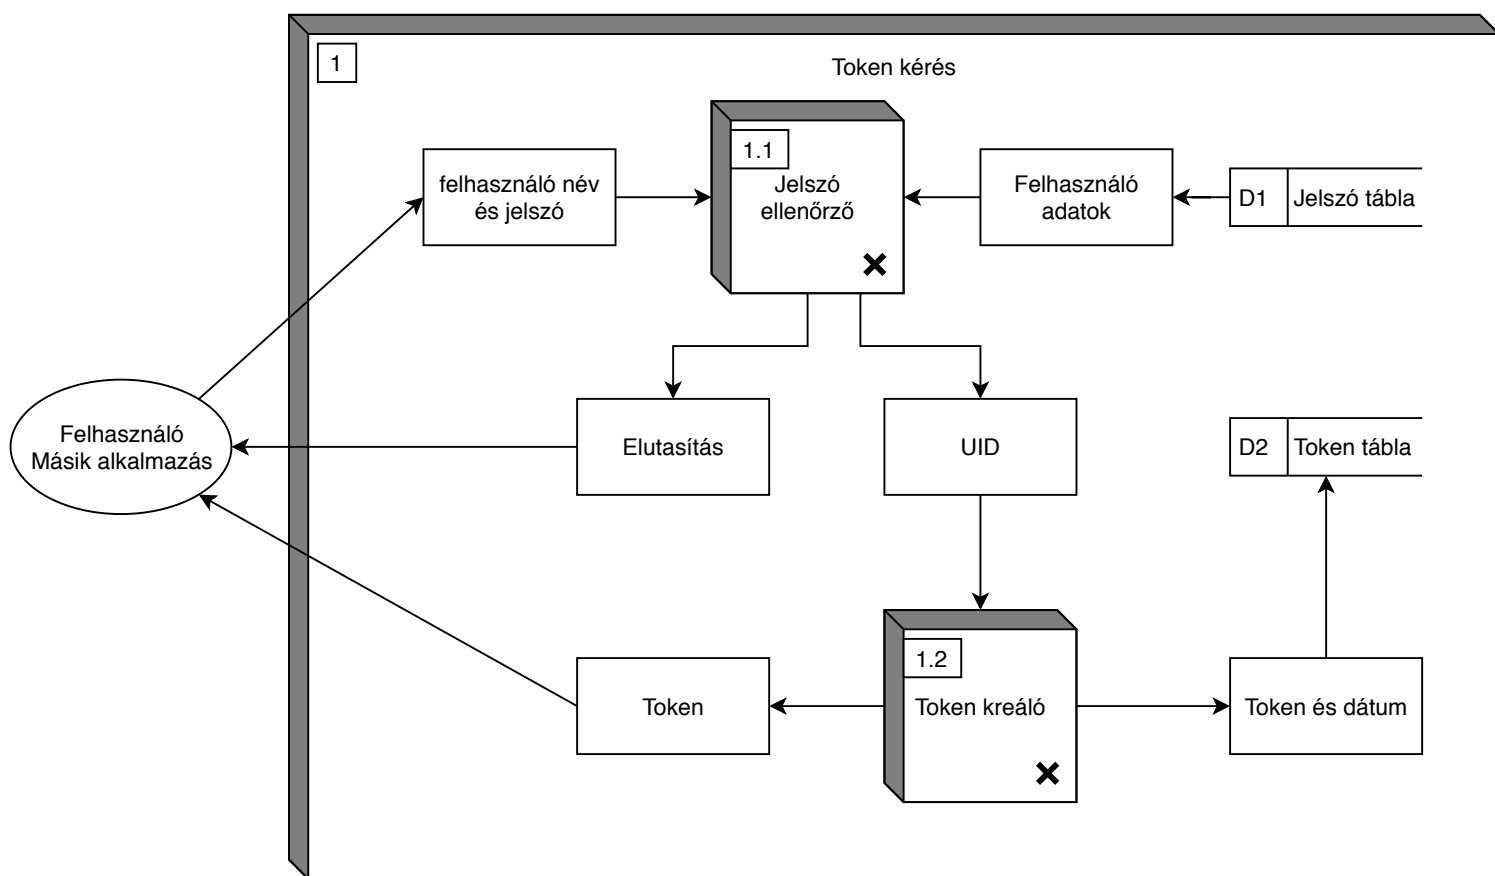 1
Token kérés
1.1
felhasználó név
és jelszó
Jelszó
ellenőrző
Felhasználó
adatok
D1
Jelszó tábla
Felhasználó
Másik alkalmazás
Elutasítás
UID
D2
Token tábla
1.2
Token
Token kreáló
Token és dátum